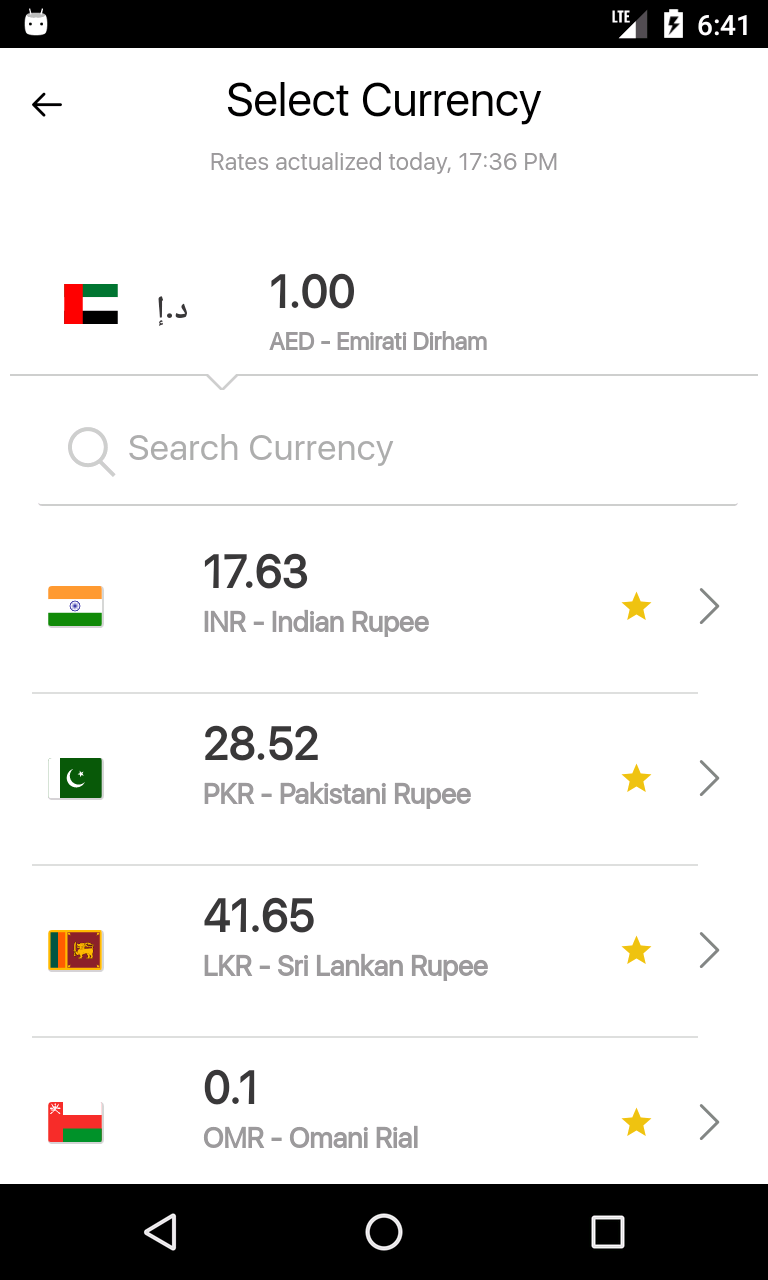 LTE 6:41
Select Currency
Rates actualized today, 17:36 PM
د.إ
1.00
AED - Emirati Dirham
Search Currency
17.63
INR - Indian Rupee
28.52
PKR - Pakistani Rupee
41.65
LKR - Sri Lankan Rupee
0.1
OMR - Omani Rial